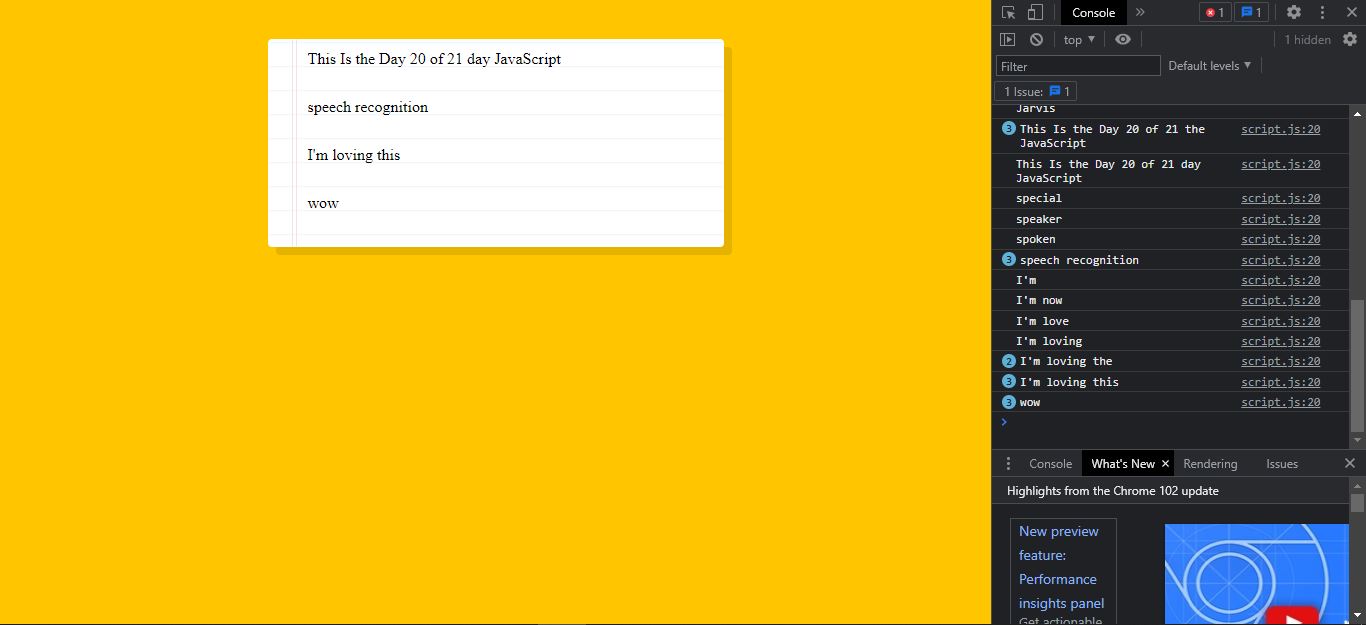 This Is the Day 20 of 21 day JavaScript
speech recognition
I'm loving this
wow
Console
1
1
top
1 hidden
Filter
Default levels
1 Issue: 1
Jarvis
3 This Is the Day 20 of 21 the script.js:20
JavaScript
This Is the Day 20 of 21 day script.js:20
JavaScript
special script.js:20
speaker script.js:20
spoken script.js:20
3 speech recognition script.js:20
I'm script.js:20
I'm now script.js:20
I'm love script.js:20
I'm loving script.js:20
2 I'm loving the script.js:20
3 I'm loving this script.js:20
3 wow script.js:20
Console What's New Rendering Issues
Highlights from the Chrome 102 update
New preview
feature:
Performance
insights panel
Get actionable